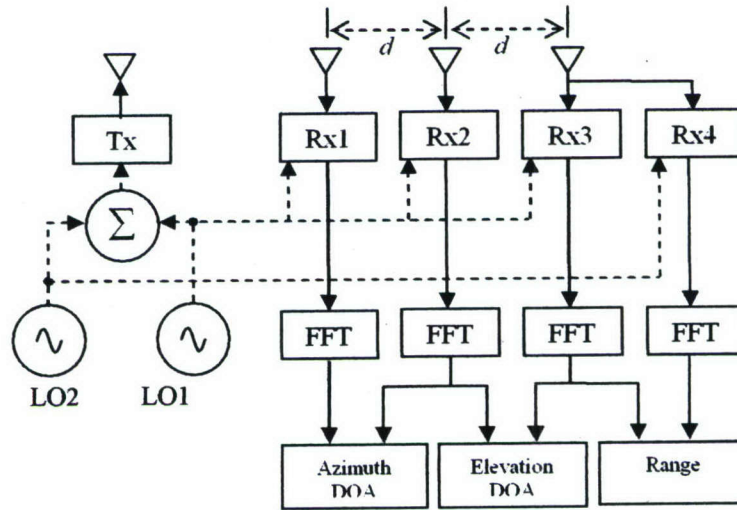 d d
Tx Rx1 Rx2 Rx3 Rx4
Σ
FFT FFT FFT FFT
LO2 LO1
Azimuth Elevation Range
DOA DOA